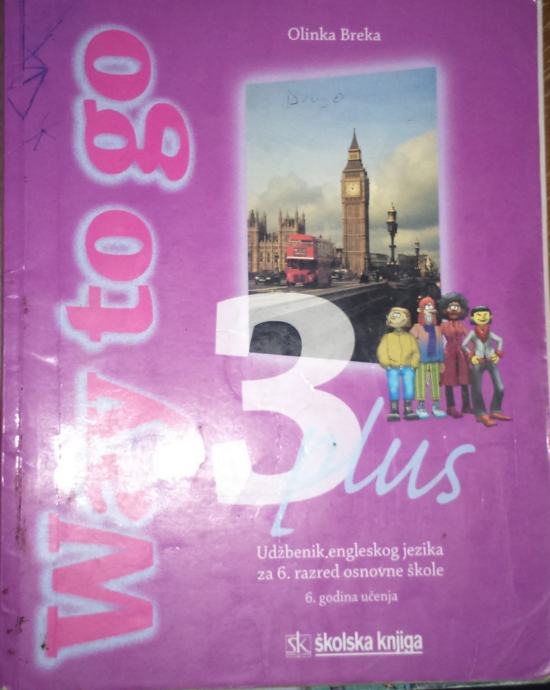 Olinka Breka
Drago
Way to go
3
plus
Udžbenik engleskog jezika
za 6. razred osnovne škole
6. godina učenja
sk školska knjiga